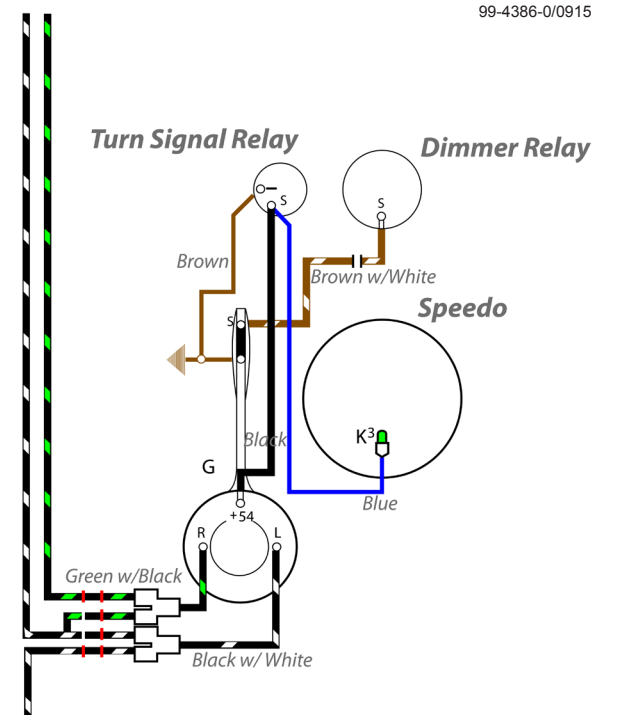 99-4386-0/0915
Turn Signal Relay
Dimmer Relay
S
S
Brown
Brown w/White
Speedo
S
K³
Black
G
Blue
+54
R
L
Green w/Black
Black w/ White